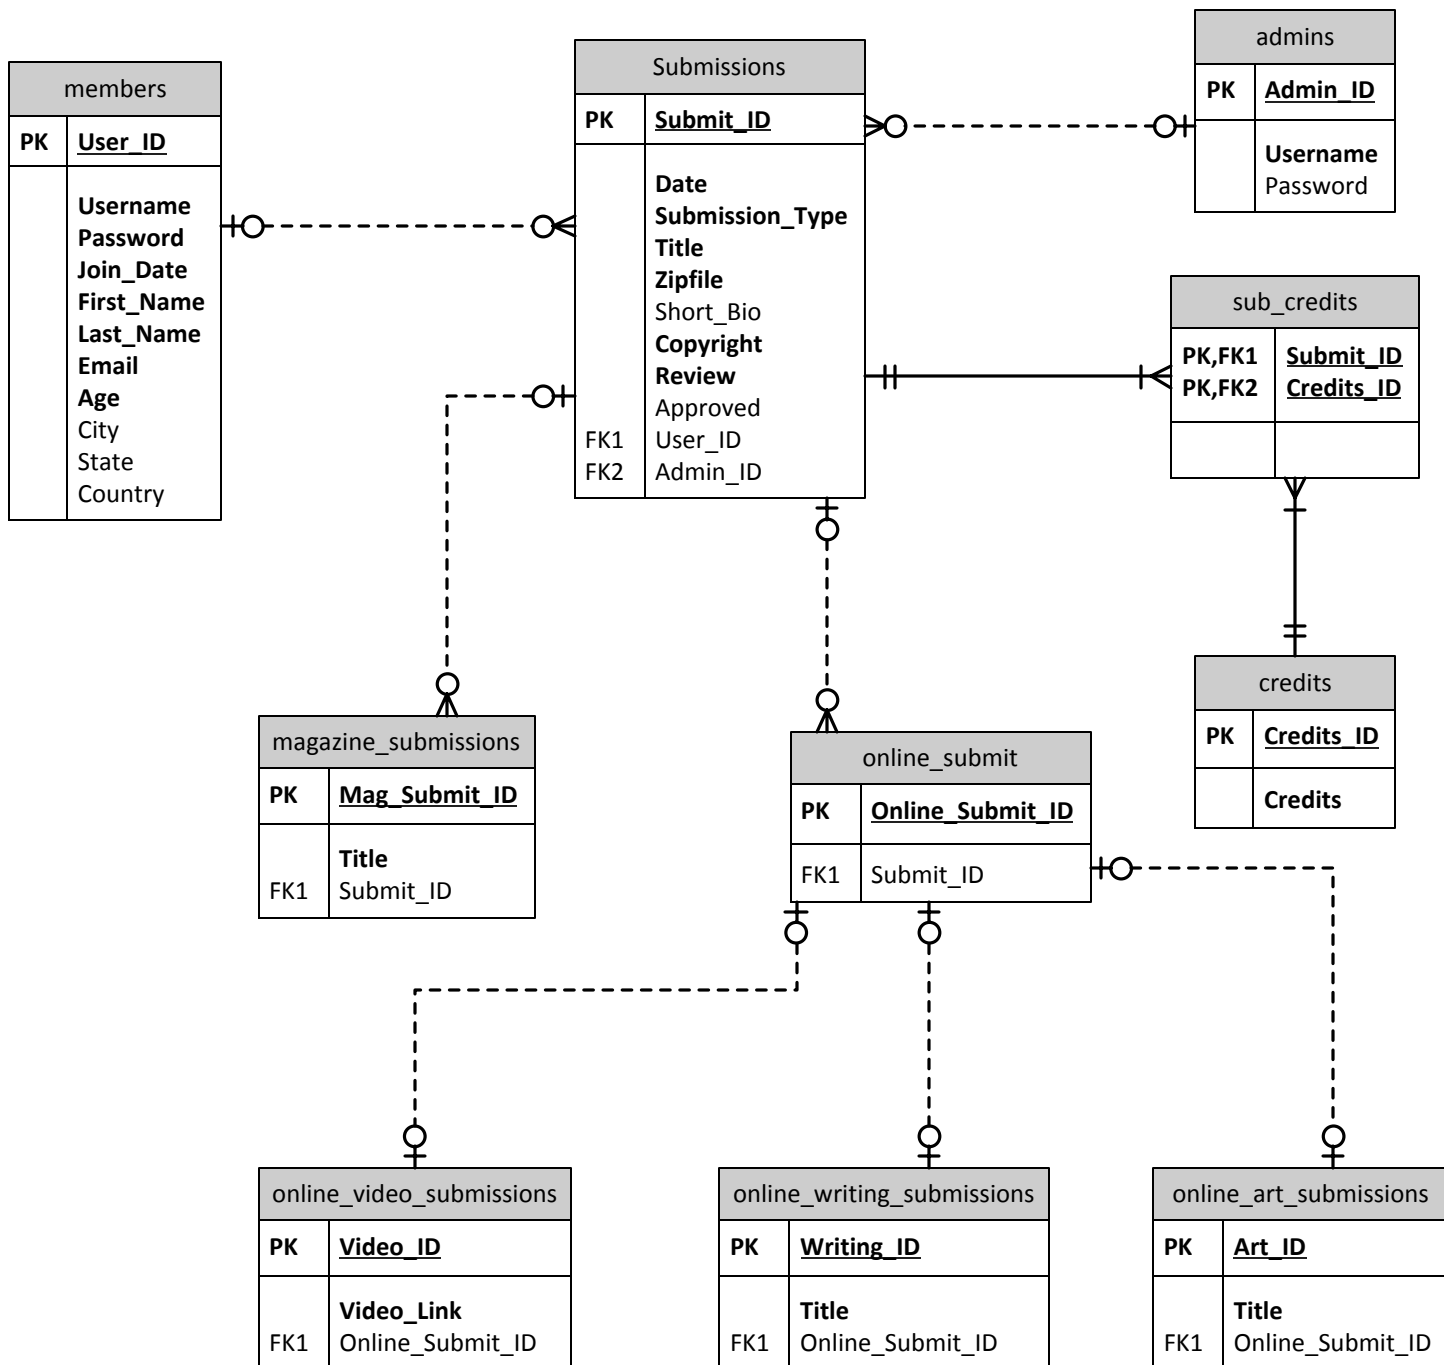 members
PK User_ID
Username
Password
Join_Date
First_Name
Last_Name
Email
Age
City
State
Country
Submissions
PK Submit_ID
Date
Submission_Type
Title
Zipfile
Short_Bio
Copyright
Review
Approved
FK1 User_ID
FK2 Admin_ID
admins
PK Admin_ID
Username
Password
sub_credits
PK,FK1 Submit_ID
PK,FK2 Credits_ID
credits
PK Credits_ID
Credits
magazine_submissions
PK Mag_Submit_ID
Title
FK1 Submit_ID
online_submit
PK Online_Submit_ID
FK1 Submit_ID
online_video_submissions
PK Video_ID
Video_Link
FK1 Online_Submit_ID
online_writing_submissions
PK Writing_ID
Title
FK1 Online_Submit_ID
online_art_submissions
PK Art_ID
Title
FK1 Online_Submit_ID